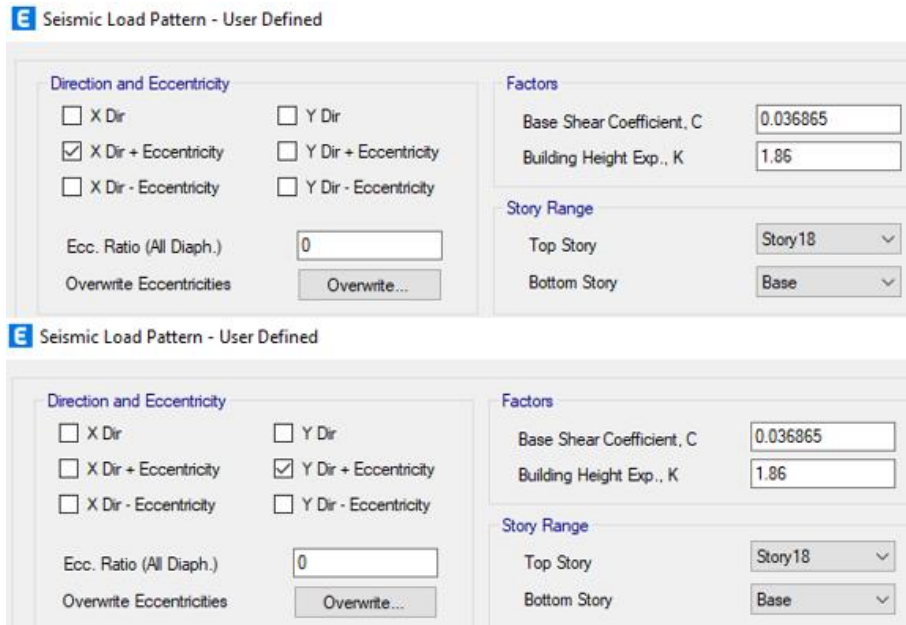 E Seismic Load Pattern - User Defined
Direction and Eccentricity
X Dir Y Dir
X Dir + Eccentricity Y Dir + Eccentricity
X Dir - Eccentricity Y Dir - Eccentricity
Ecc. Ratio (All Diaph.) 0
Overwrite Eccentricities Overwrite...
Factors
Base Shear Coefficient, C 0.036865
Building Height Exp., K 1.86
Story Range
Top Story Story18
Bottom Story Base
E Seismic Load Pattern - User Defined
Direction and Eccentricity
X Dir Y Dir
X Dir + Eccentricity Y Dir + Eccentricity
X Dir - Eccentricity Y Dir - Eccentricity
Ecc. Ratio (All Diaph.) 0
Overwrite Eccentricities Overwrite...
Factors
Base Shear Coefficient, C 0.036865
Building Height Exp., K 1.86
Story Range
Top Story Story18
Bottom Story Base